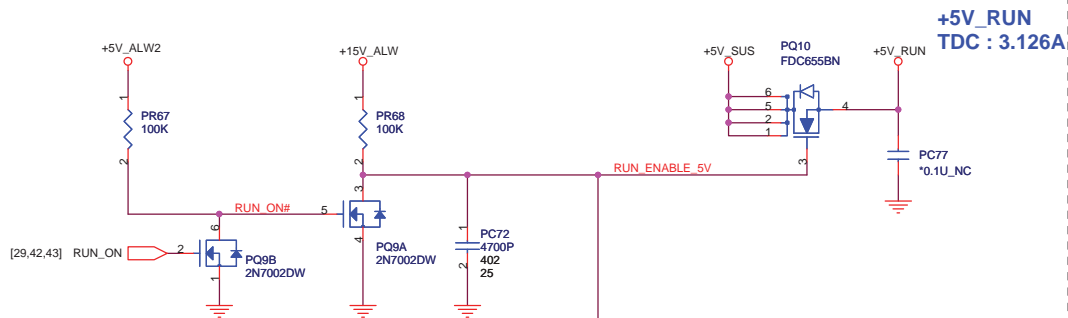 +5V_RUN
TDC : 3.126A
+5V_ALW2
+15V_ALW
+5V_SUS
PQ10
FDC655BN
+5V_RUN
1
PR67
100K
2
1
PR68
100K
2
6
5
2
1
4
3
PC77
*0.1U_NC
RUN_ENABLE_5V
RUN_ON#
5
3
4
PQ9A
2N7002DW
1
PC72
4700P
2
402
25
[29,42,43]
RUN_ON
2
6
1
PQ9B
2N7002DW